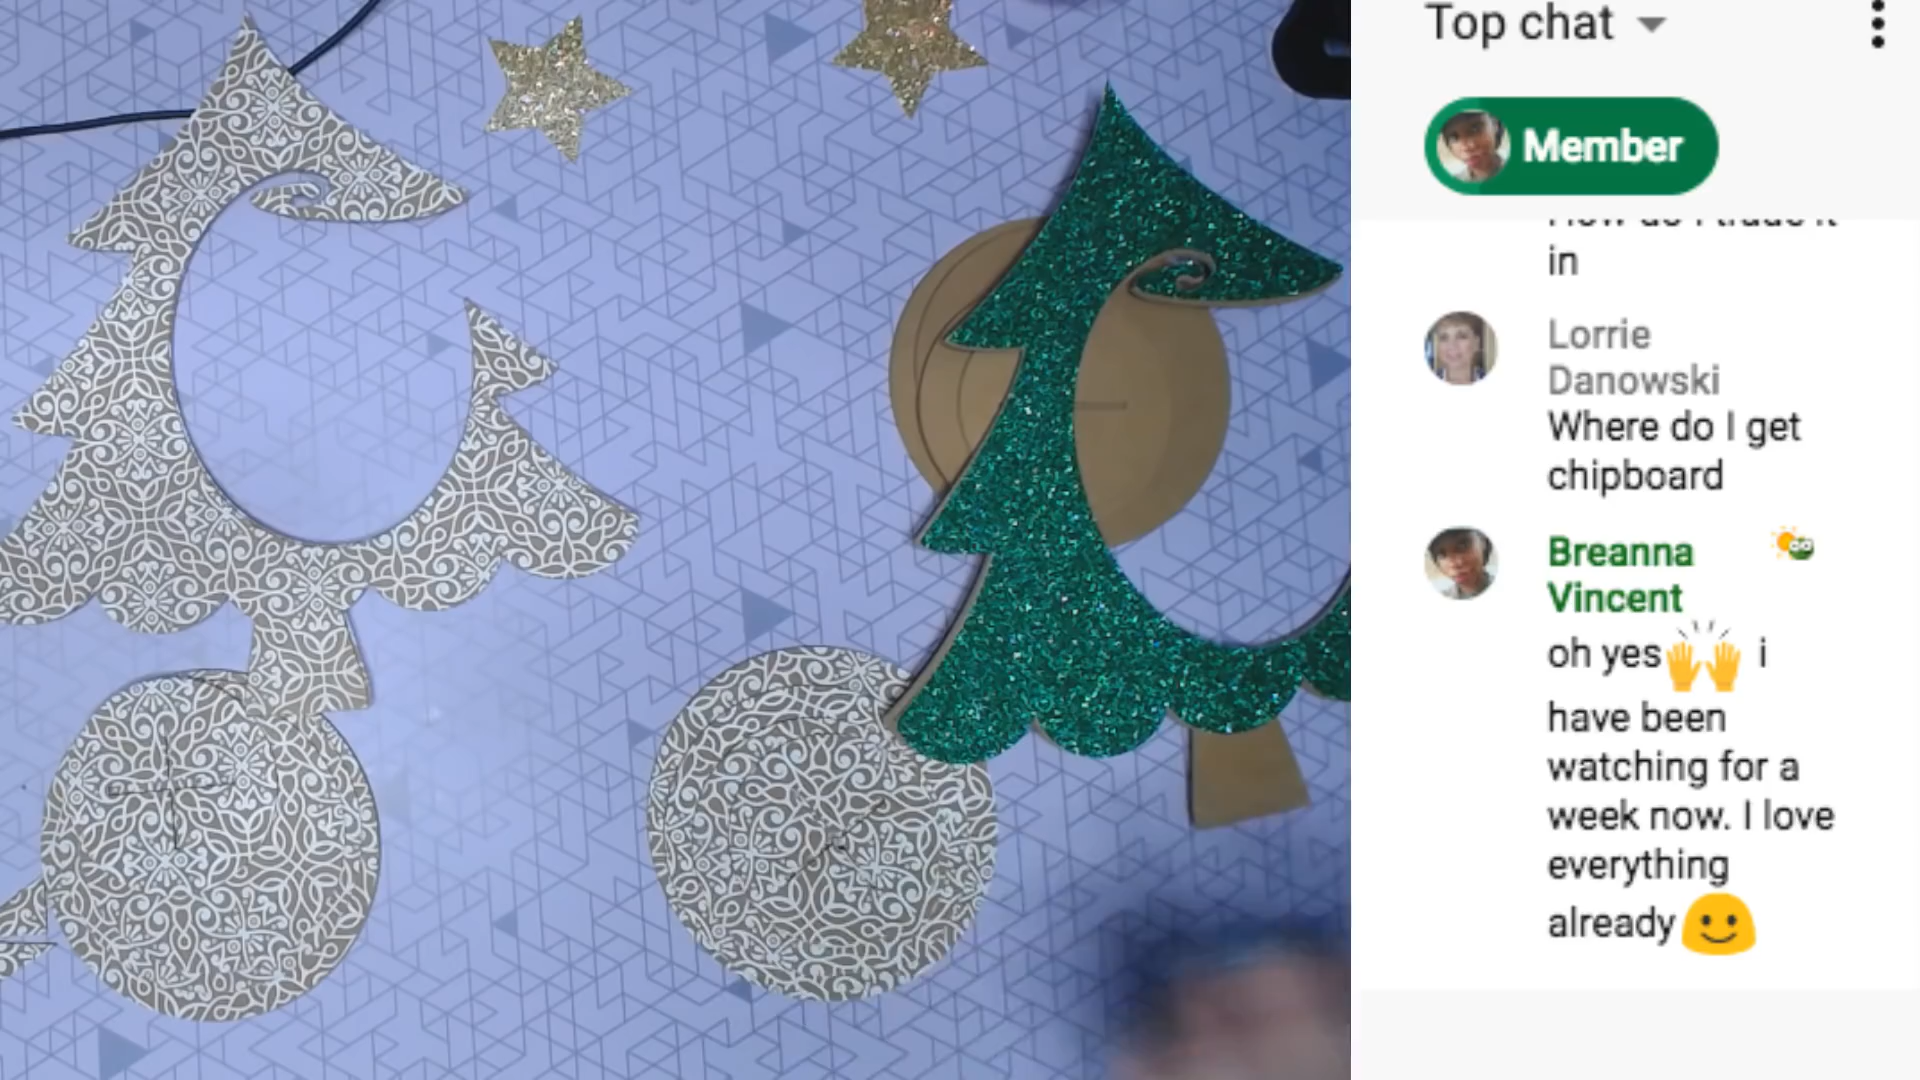 Top chat
Member
in
Lorrie
Danowski
Where do I get
chipboard
Breanna
Vincent
oh yes🙌 i
have been
watching for a
week now. I love
everything
already🙂